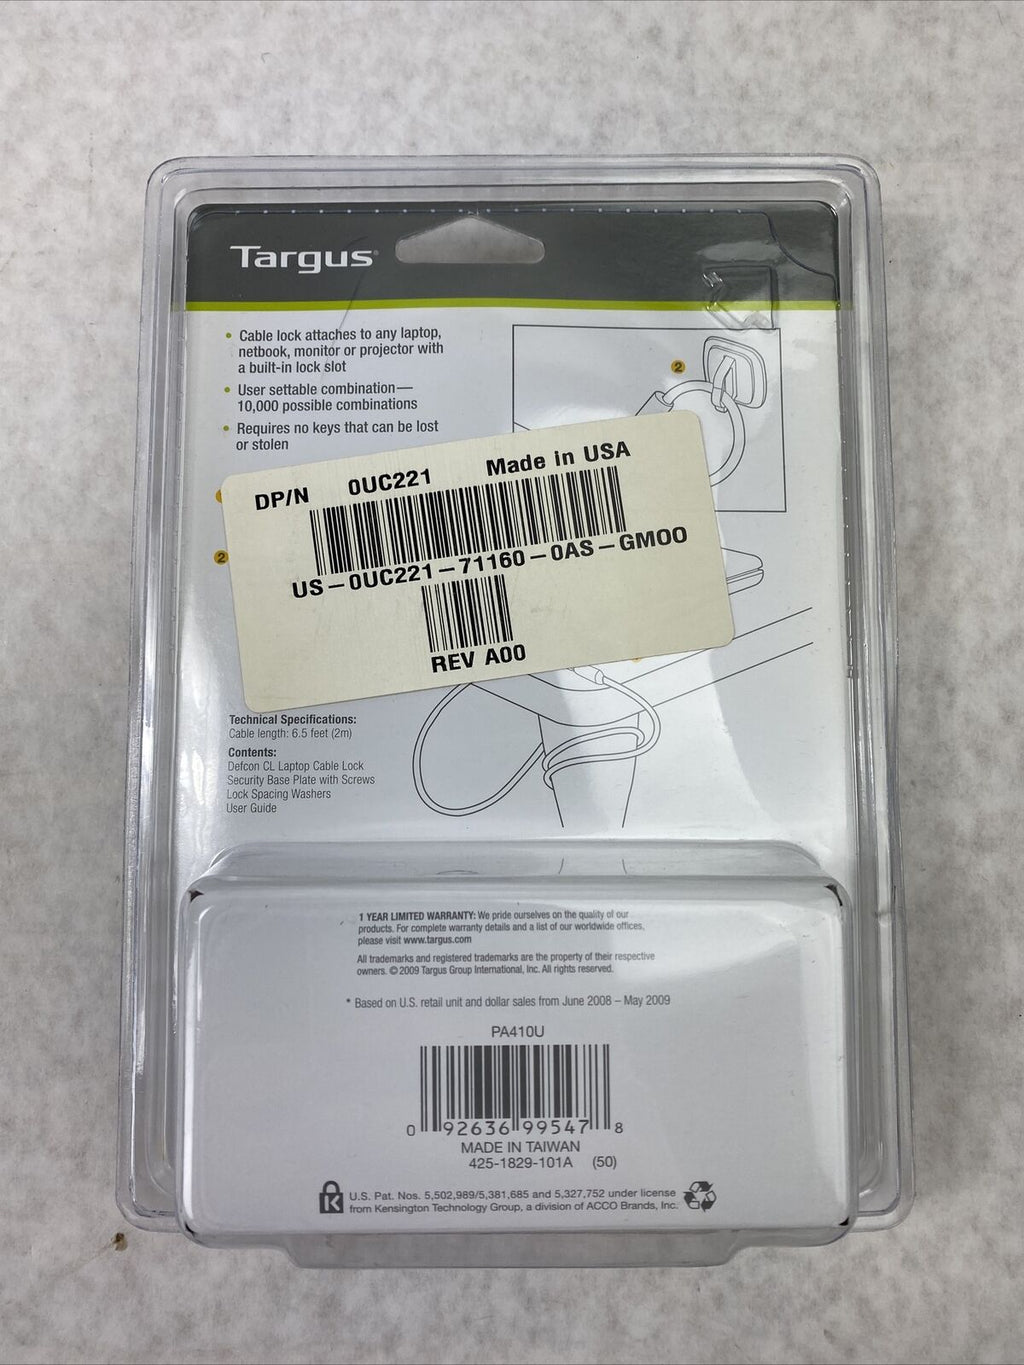 Targus
• Cable lock attaches to any laptop,
netbook, monitor or projector with
a built-in lock slot
• User settable combination—
10,000 possible combinations
• Requires no keys that can be lost
or stolen
2
2
DP/N 0UC221 Made in USA
US-0UC221-71160-0AS-GM00
REV A00
Technical Specifications:
Cable length: 6.5 feet (2m)
Contents:
Defcon CL Laptop Cable Lock
Security Base Plate with Screws
Lock Spacing Washers
User Guide
1 YEAR LIMITED WARRANTY: We pride ourselves on the quality of our
products. For complete warranty details and a list of our worldwide offices,
please visit www.targus.com
All trademarks and registered trademarks are the property of their respective
owners. © 2009 Targus Group International, Inc. All rights reserved.
* Based on U.S. retail unit and dollar sales from June 2008 – May 2009
PA410U
0 92636 99547 8
MADE IN TAIWAN
425-1829-101A (50)
K U.S. Pat. Nos. 5,502,989/5,381,685 and 5,327,752 under license
from Kensington Technology Group, a division of ACCO Brands, Inc.